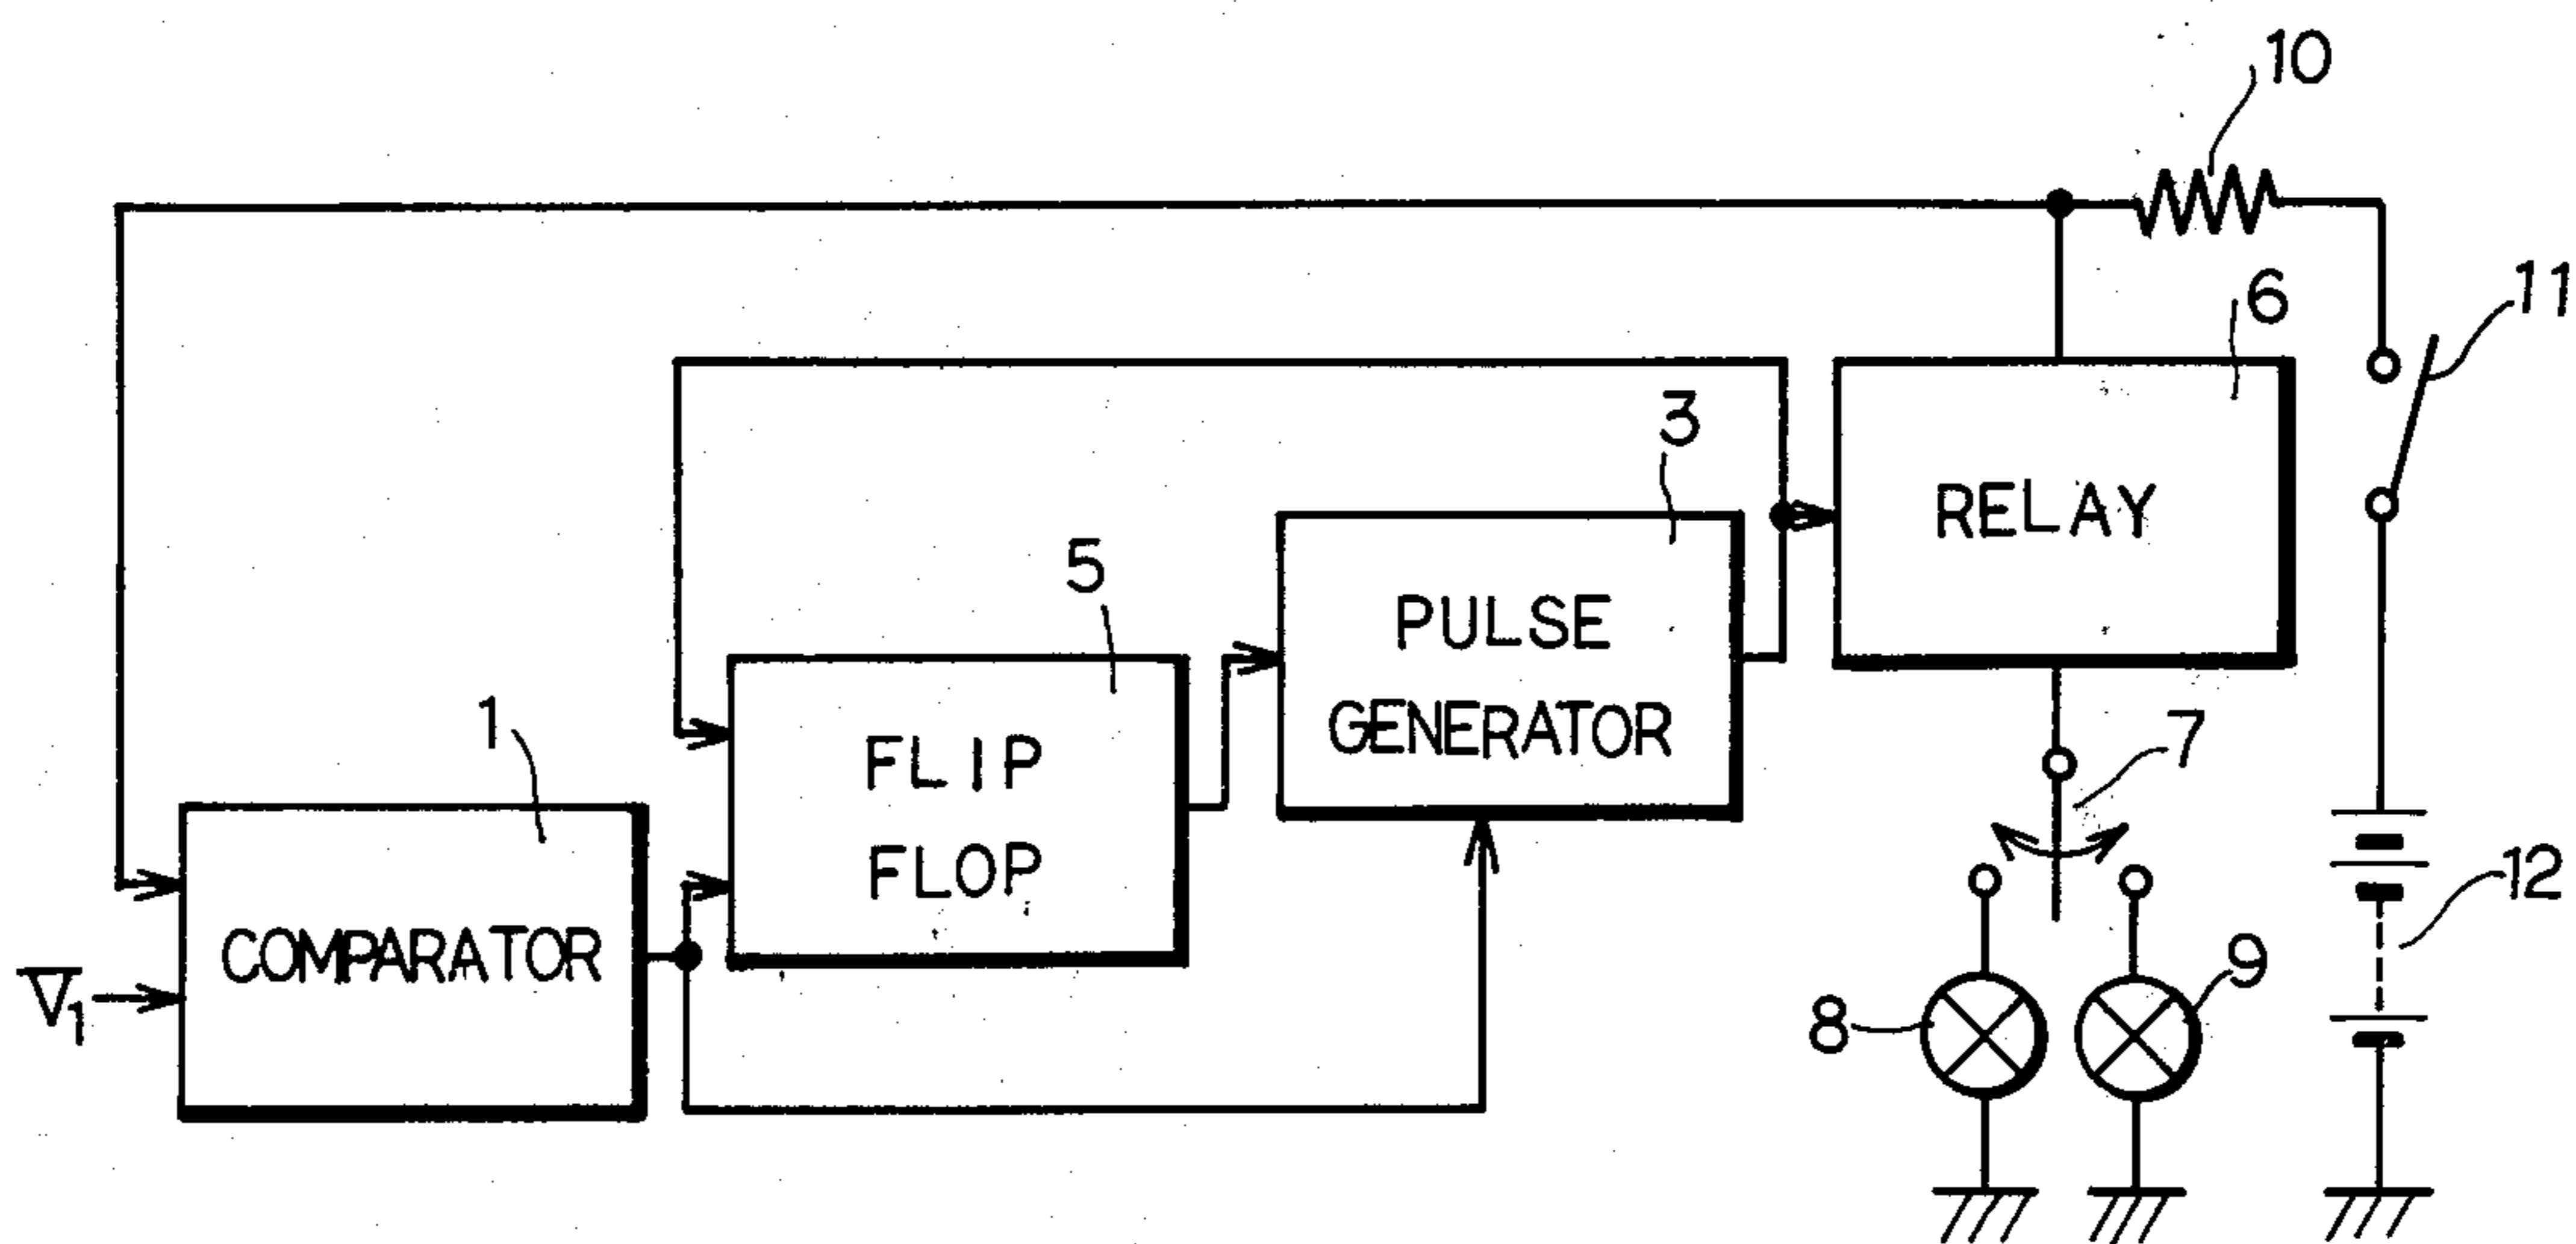 10
11
6
3
RELAY
5
PULSE
GENERATOR
1
7
FLIP
FLOP
12
COMPARATOR
9
V1
8